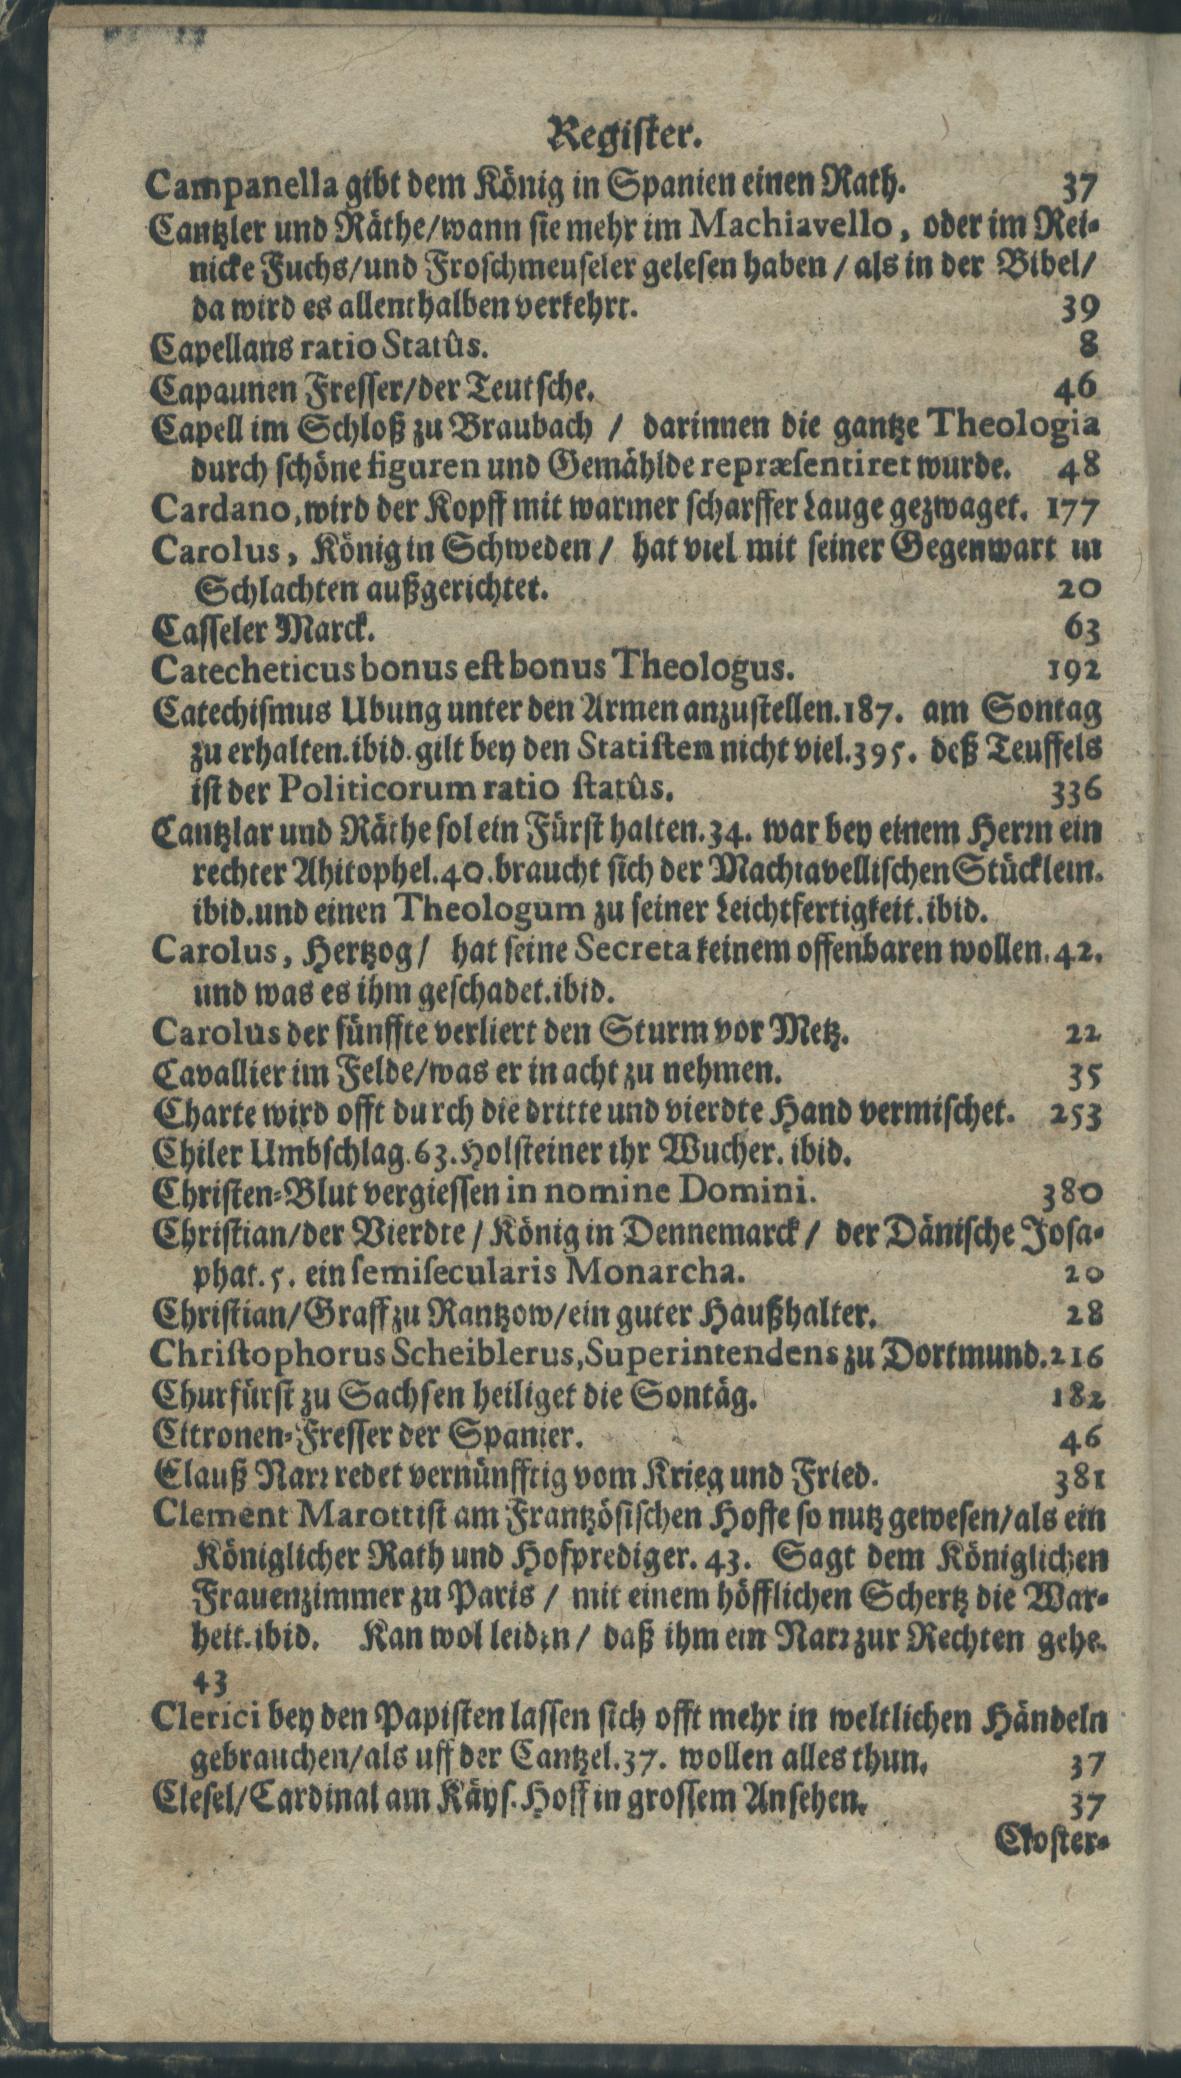 Regiſter.
Campanella gibt dem König in Spanien einen Rath. 37
Cantzler und Räthe/wann ſie mehr im Machiavello, oder im Rei-
nicke Fuchs/und Froſchmeuſeler geleſen haben / als in der Bibel/
da wird es allenthalben verkehrt. 39
Capellans ratio Statûs. 8
Capaunen Freſſer/der Teutſche. 46
Capell im Schloß zu Braubach / darinnen die gantze Theologia
durch ſchöne figuren und Gemählde repræſentiret wurde. 48
Cardano, wird der Kopff mit warmer ſcharffer Lauge gezwaget. 177
Carolus, König in Schweden / hat viel mit ſeiner Gegenwart in
Schlachten außgerichtet. 20
Caſſeler Marck. 63
Catecheticus bonus eſt bonus Theologus. 192
Catechiſmus Ubung unter den Armen anzuſtellen.187. am Sontag
zu erhalten.ibid. gilt bey den Statiſten nicht viel.395. deß Teuffels
iſt der Politicorum ratio ſtatûs. 336
Cantzlar und Räthe ſol ein Fürſt halten.34. war bey einem Herꝛn ein
rechter Ahitophel.40.braucht ſich der Machiavelliſchen Stücklein.
ibid.und einen Theologum zu ſeiner Leichtfertigkeit.ibid.
Carolus, Hertzog/ hat ſeine Secreta keinem offenbaren wollen.42.
und was es ihm geſchadet.ibid.
Carolus der fünffte verliert den Sturm vor Metz. 22
Cavallier im Felde/was er in acht zu nehmen. 35
Charte wird offt durch die dritte und vierdte Hand vermiſchet. 253
Chiler Umbſchlag.63.Holſteiner ihr Wucher. ibid.
Chriſten-Blut vergieſſen in nomine Domini. 380
Chriſtian/der Vierdte / König in Dennemarck / der Däniſche Joſa-
phat. 5. ein ſemiſecularis Monarcha. 20
Chriſtian/Graff zu Rantzow/ein guter Haußhalter. 28
Chriſtophorus Scheiblerus, Superintendens zu Dortmund.216
Churfürſt zu Sachſen heiliget die Sontäg. 182
Citronen-Freſſer der Spanier. 46
Clauß Narꝛ redet vernünfftig vom Krieg und Fried. 381
Clement Marott iſt am Frantzöſiſchen Hoffe ſo nutz geweſen/als ein
Königlicher Rath und Hofprediger. 43. Sagt dem Königlichen
Frauenzimmer zu Paris / mit einem höfflichen Schertz die War-
heit.ibid. Kan wol leiden / daß ihm ein Narꝛ zur Rechten gehe.
43
Clerici bey den Papiſten laſſen ſich offt mehr in weltlichen Händeln
gebrauchen/als uff der Cantzel.37. wollen alles thun. 37
Cleſel/Cardinal am Käyſ. Hoff in groſſem Anſehen. 37
Cloſter-